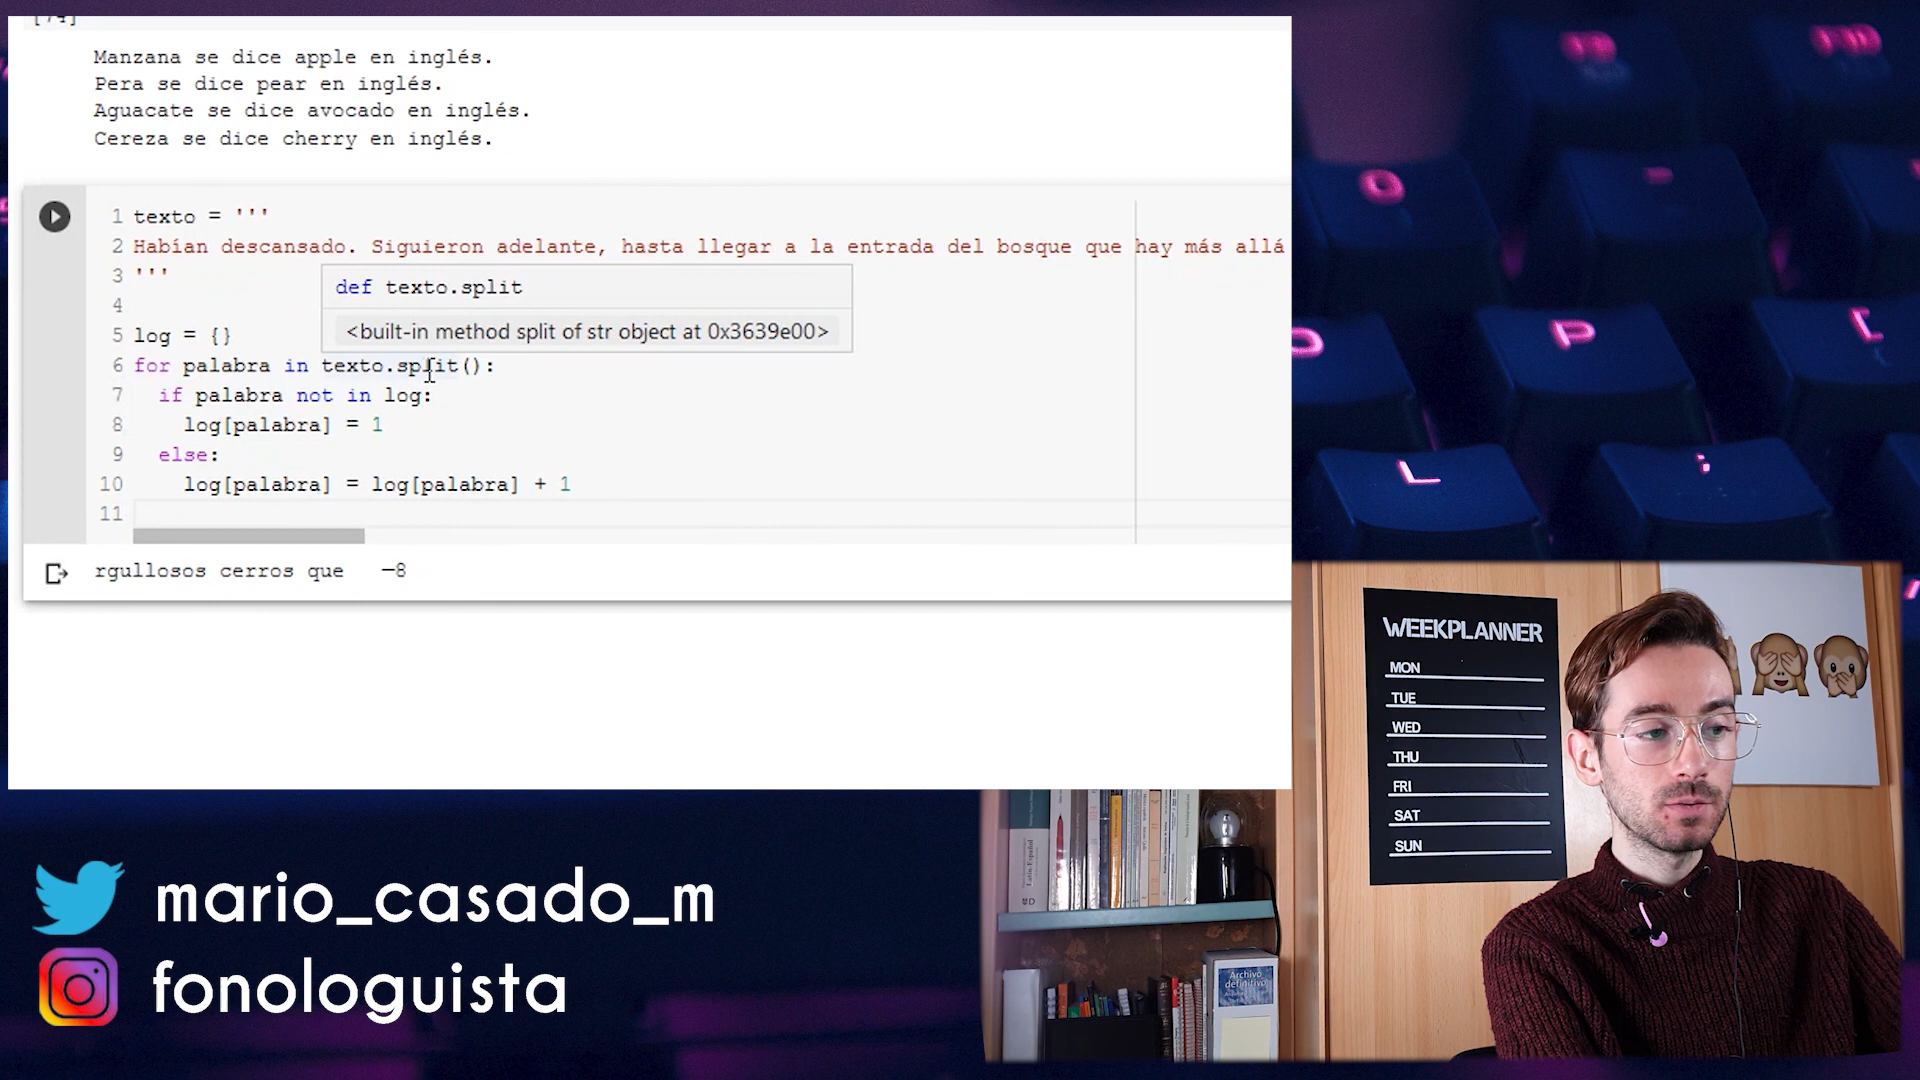 [74]
Manzana se dice apple en inglés.
Pera se dice pear en inglés.
Aguacate se dice avocado en inglés.
Cereza se dice cherry en inglés.
1 texto = '''
2 Habían descansado. Siguieron adelante, hasta llegar a la entrada del bosque que hay más allá
3 '''
def texto.split
4
<built-in method split of str object at 0x3639e00>
5 log = {}
6 for palabra in texto.split():
7 if palabra not in log:
8 log[palabra] = 1
9 else:
10 log[palabra] = log[palabra] + 1
11
rgullosos cerros que —8
O
P
[
L
;
WEEKPLANNER
MON
TUE
WED
THU
FRI
SAT
SUN
mario_casado_m
fonologuista
Latín-Español
Archivo
definitivo